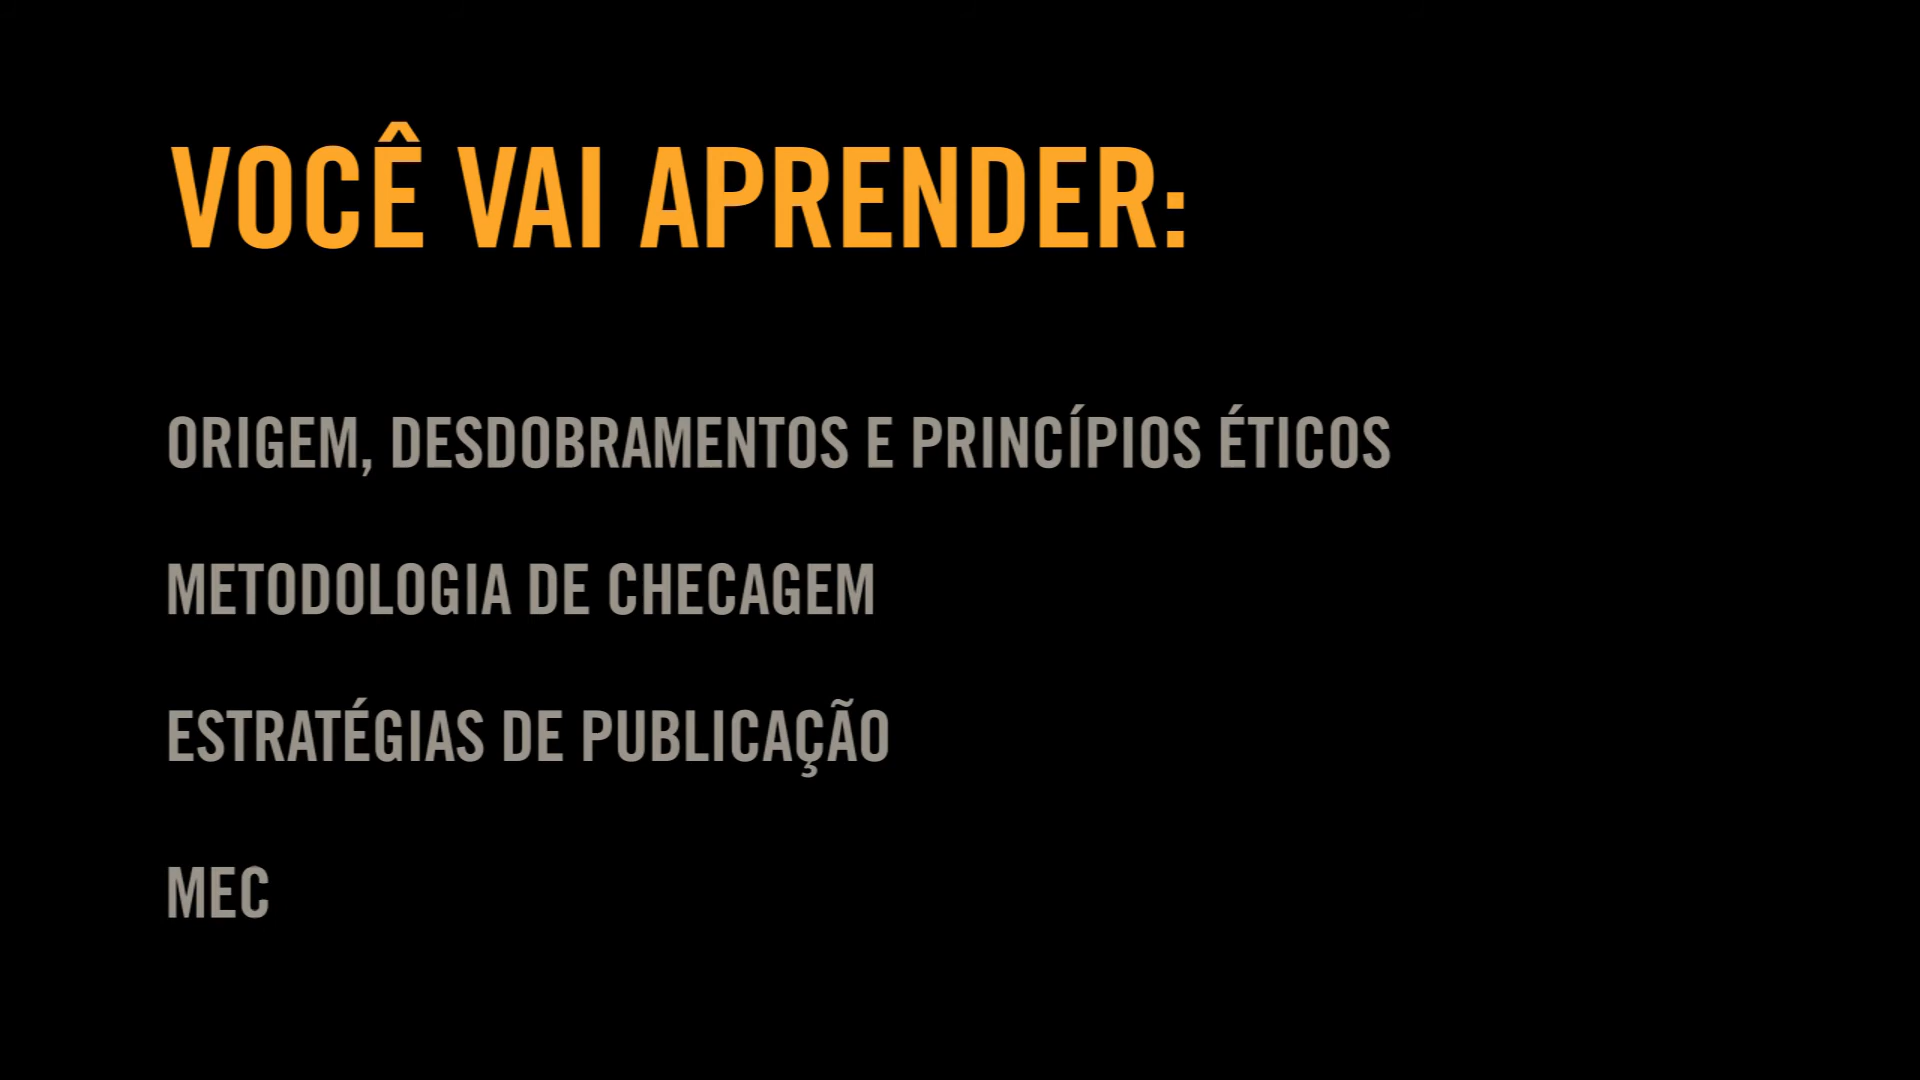 VOCÊ VAI APRENDER:
ORIGEM, DESDOBRAMENTOS E PRINCÍPIOS ÉTICOS
METODOLOGIA DE CHECAGEM
ESTRATÉGIAS DE PUBLICAÇÃO
MEC